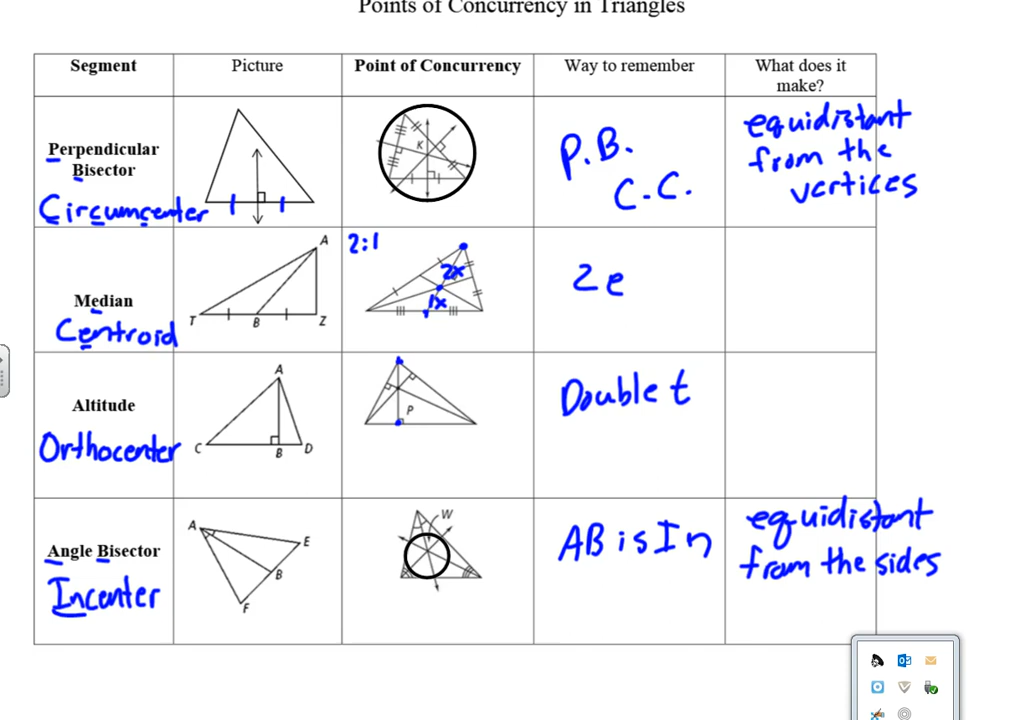 Points of Concurrency in Triangles
Segment
Picture
Point of Concurrency
Way to remember
What does it
make?
Perpendicular
Bisector
Circumcenter
K
P.B.
C.C.
equidistant
from the
vertices
Median
Centroid
A
T
B
Z
2:1
2x
1x
2 e
Altitude
Orthocenter
A
C
B
D
P
Double t
Angle Bisector
Incenter
A
E
B
F
W
AB is In
equidistant
from the sides